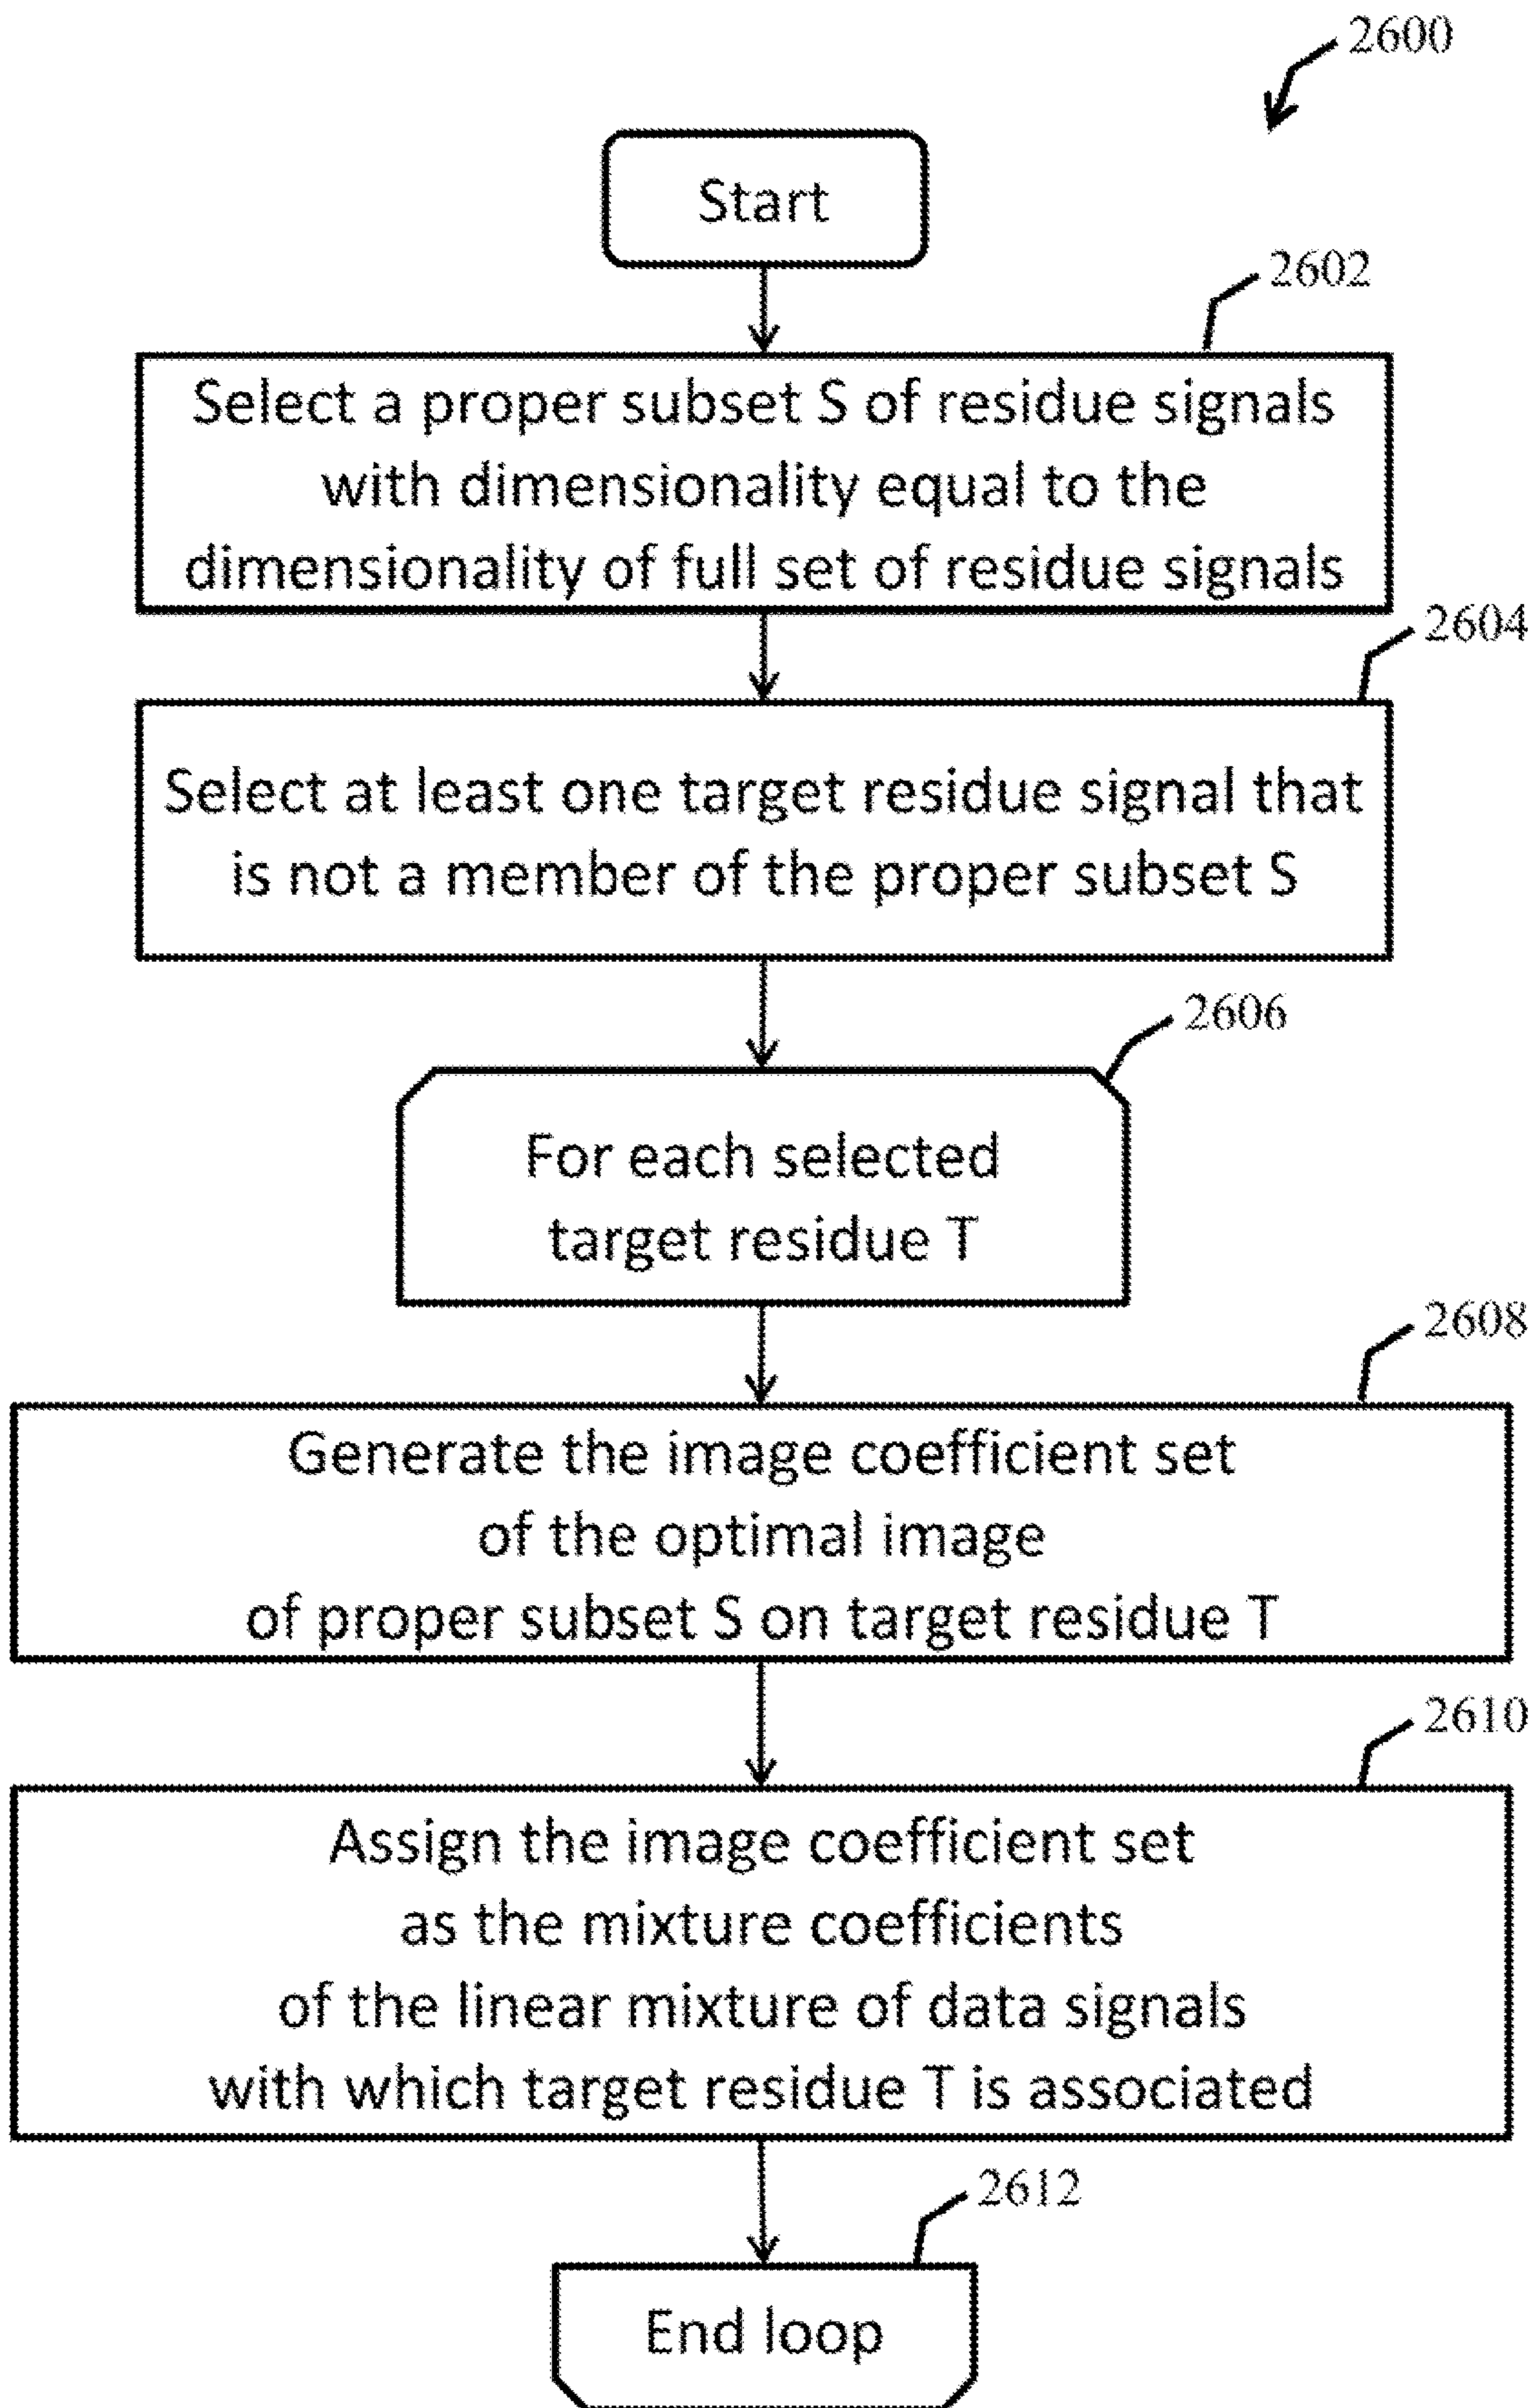 2600
Start
2602
Select a proper subset S of residue signals
with dimensionality equal to the
dimensionality of full set of residue signals
2604
Select at least one target residue signal that
is not a member of the proper subset S
2606
For each selected
target residue T
2608
Generate the image coefficient set
of the optimal image
of proper subset S on target residue T
2610
Assign the image coefficient set
as the mixture coefficients
of the linear mixture of data signals
with which target residue T is associated
2612
End loop